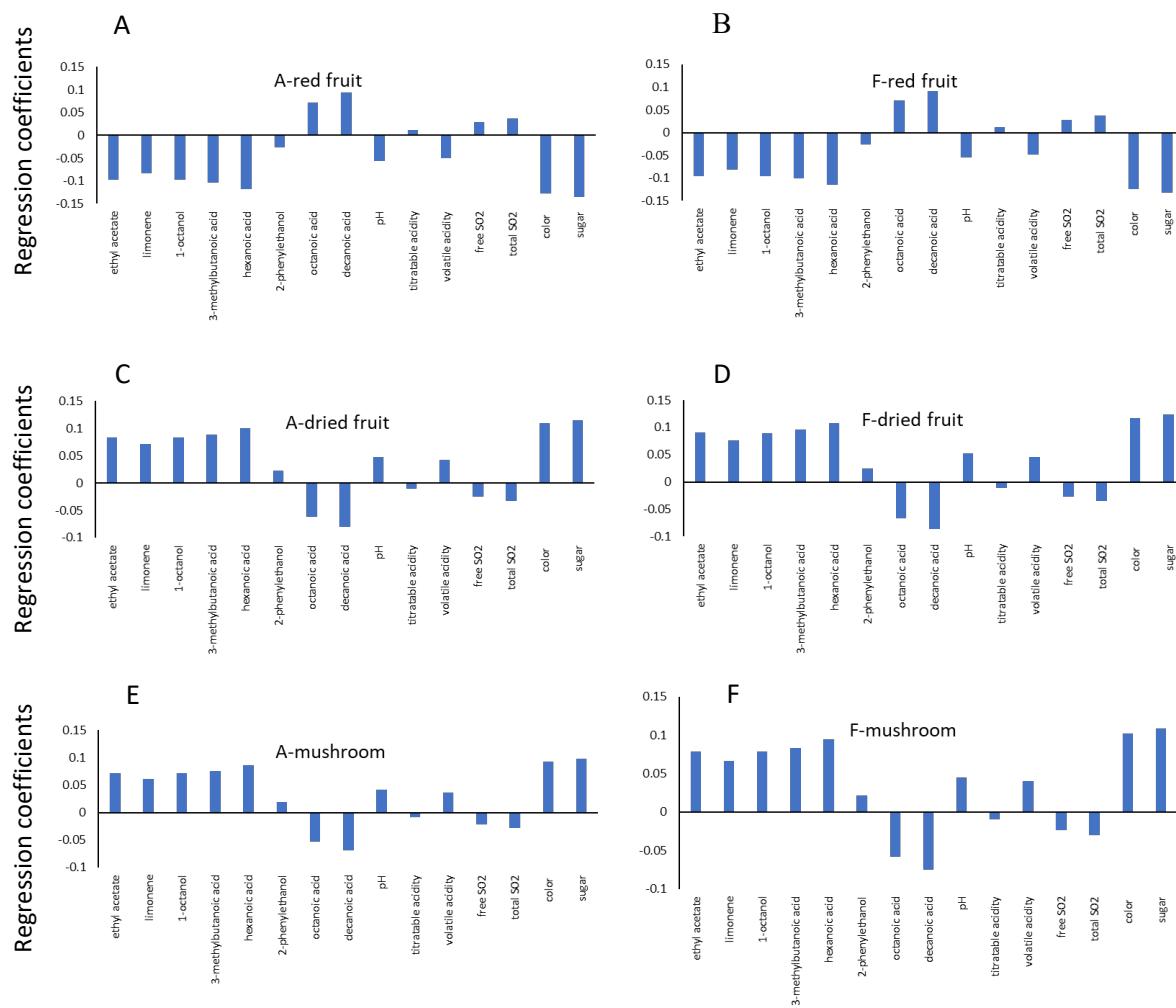 A
B
Regression coefficients
A-red fruit
0.15
0.1
0.05
0
-0.05
-0.1
-0.15
ethyl acetate
limonene
1-octanol
3-methylbutanoic acid
hexanoic acid
2-phenylethanol
octanoic acid
decanoic acid
pH
titratable acidity
volatile acidity
free SO2
total SO2
color
sugar
F-red fruit
0.15
0.1
0.05
0
-0.05
-0.1
-0.15
ethyl acetate
limonene
1-octanol
3-methylbutanoic acid
hexanoic acid
2-phenylethanol
octanoic acid
decanoic acid
pH
titratable acidity
volatile acidity
free SO2
total SO2
color
sugar
C
D
Regression coefficients
A-dried fruit
0.15
0.1
0.05
0
-0.05
-0.1
ethyl acetate
limonene
1-octanol
3-methylbutanoic acid
hexanoic acid
2-phenylethanol
octanoic acid
decanoic acid
pH
titratable acidity
volatile acidity
free SO2
total SO2
color
sugar
F-dried fruit
0.15
0.1
0.05
0
-0.05
-0.1
ethyl acetate
limonene
1-octanol
3-methylbutanoic acid
hexanoic acid
2-phenylethanol
octanoic acid
decanoic acid
pH
titratable acidity
volatile acidity
free SO2
total SO2
color
sugar
E
F
Regression coefficients
A-mushroom
0.15
0.1
0.05
0
-0.05
-0.1
ethyl acetate
limonene
1-octanol
3-methylbutanoic acid
hexanoic acid
2-phenylethanol
octanoic acid
decanoic acid
pH
titratable acidity
volatile acidity
free SO2
total SO2
color
sugar
F-mushroom
0.15
0.1
0.05
0
-0.05
-0.1
ethyl acetate
limonene
1-octanol
3-methylbutanoic acid
hexanoic acid
2-phenylethanol
octanoic acid
decanoic acid
pH
titratable acidity
volatile acidity
free SO2
total SO2
color
sugar